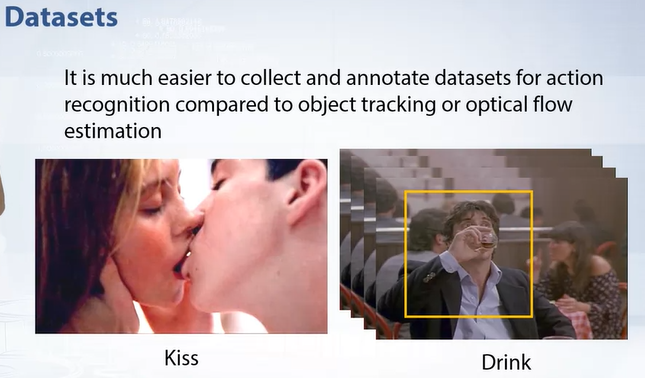 Datasets
It is much easier to collect and annotate datasets for action
recognition compared to object tracking or optical flow
estimation
Kiss
Drink